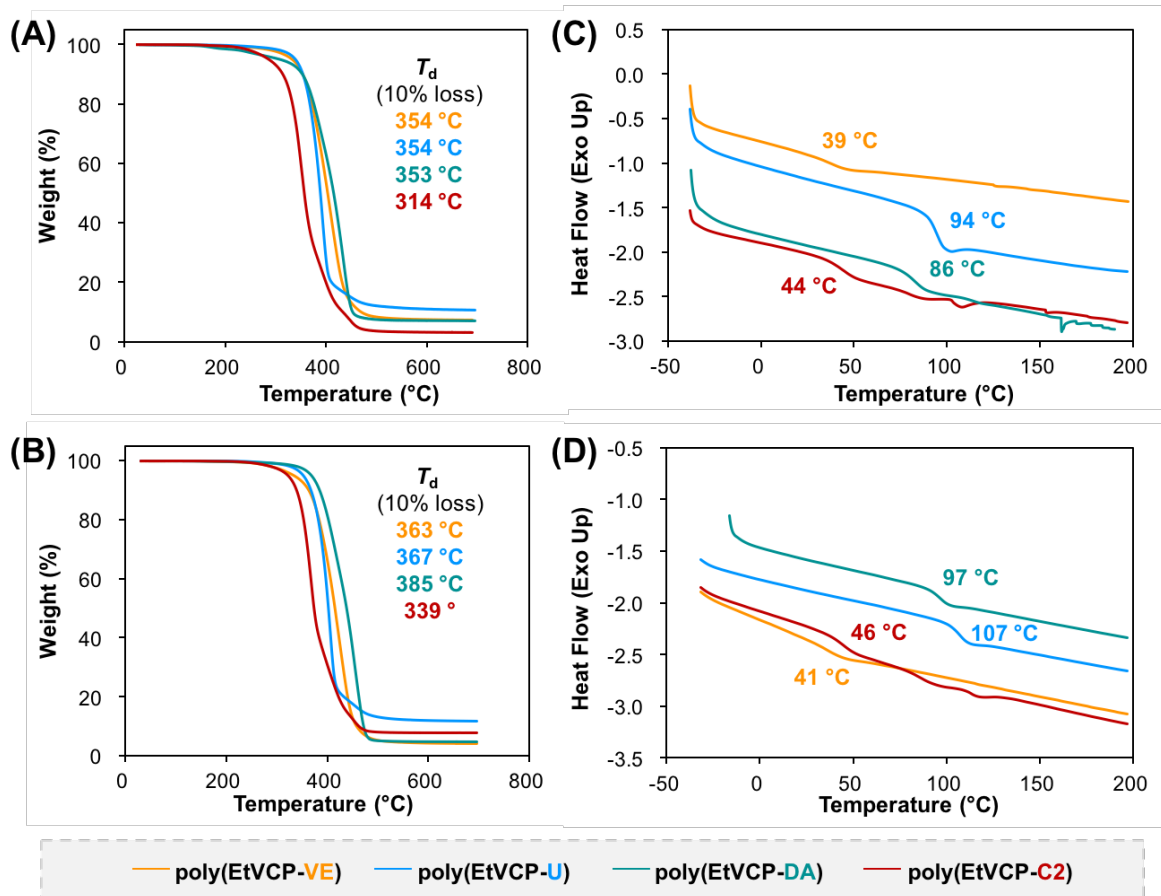 (A)
Weight (%)
100
80
60
40
20
0
0
200
400
600
800
Temperature (°C)
Td
(10% loss)
354 °C
354 °C
353 °C
314 °C
(C)
Heat Flow (Exo Up)
0.5
0.0
-0.5
-1.0
-1.5
-2.0
-2.5
-3.0
-50
0
50
100
150
200
Temperature (°C)
39 °C
94 °C
86 °C
44 °C
(B)
Weight (%)
100
80
60
40
20
0
0
200
400
600
800
Temperature (°C)
Td
(10% loss)
363 °C
367 °C
385 °C
339 °
(D)
Heat Flow (Exo Up)
-0.5
-1.0
-1.5
-2.0
-2.5
-3.0
-3.5
-50
0
50
100
150
200
Temperature (°C)
97 °C
46 °C
107 °C
41 °C
poly(EtVCP-VE) poly(EtVCP-U) poly(EtVCP-DA) poly(EtVCP-C2)